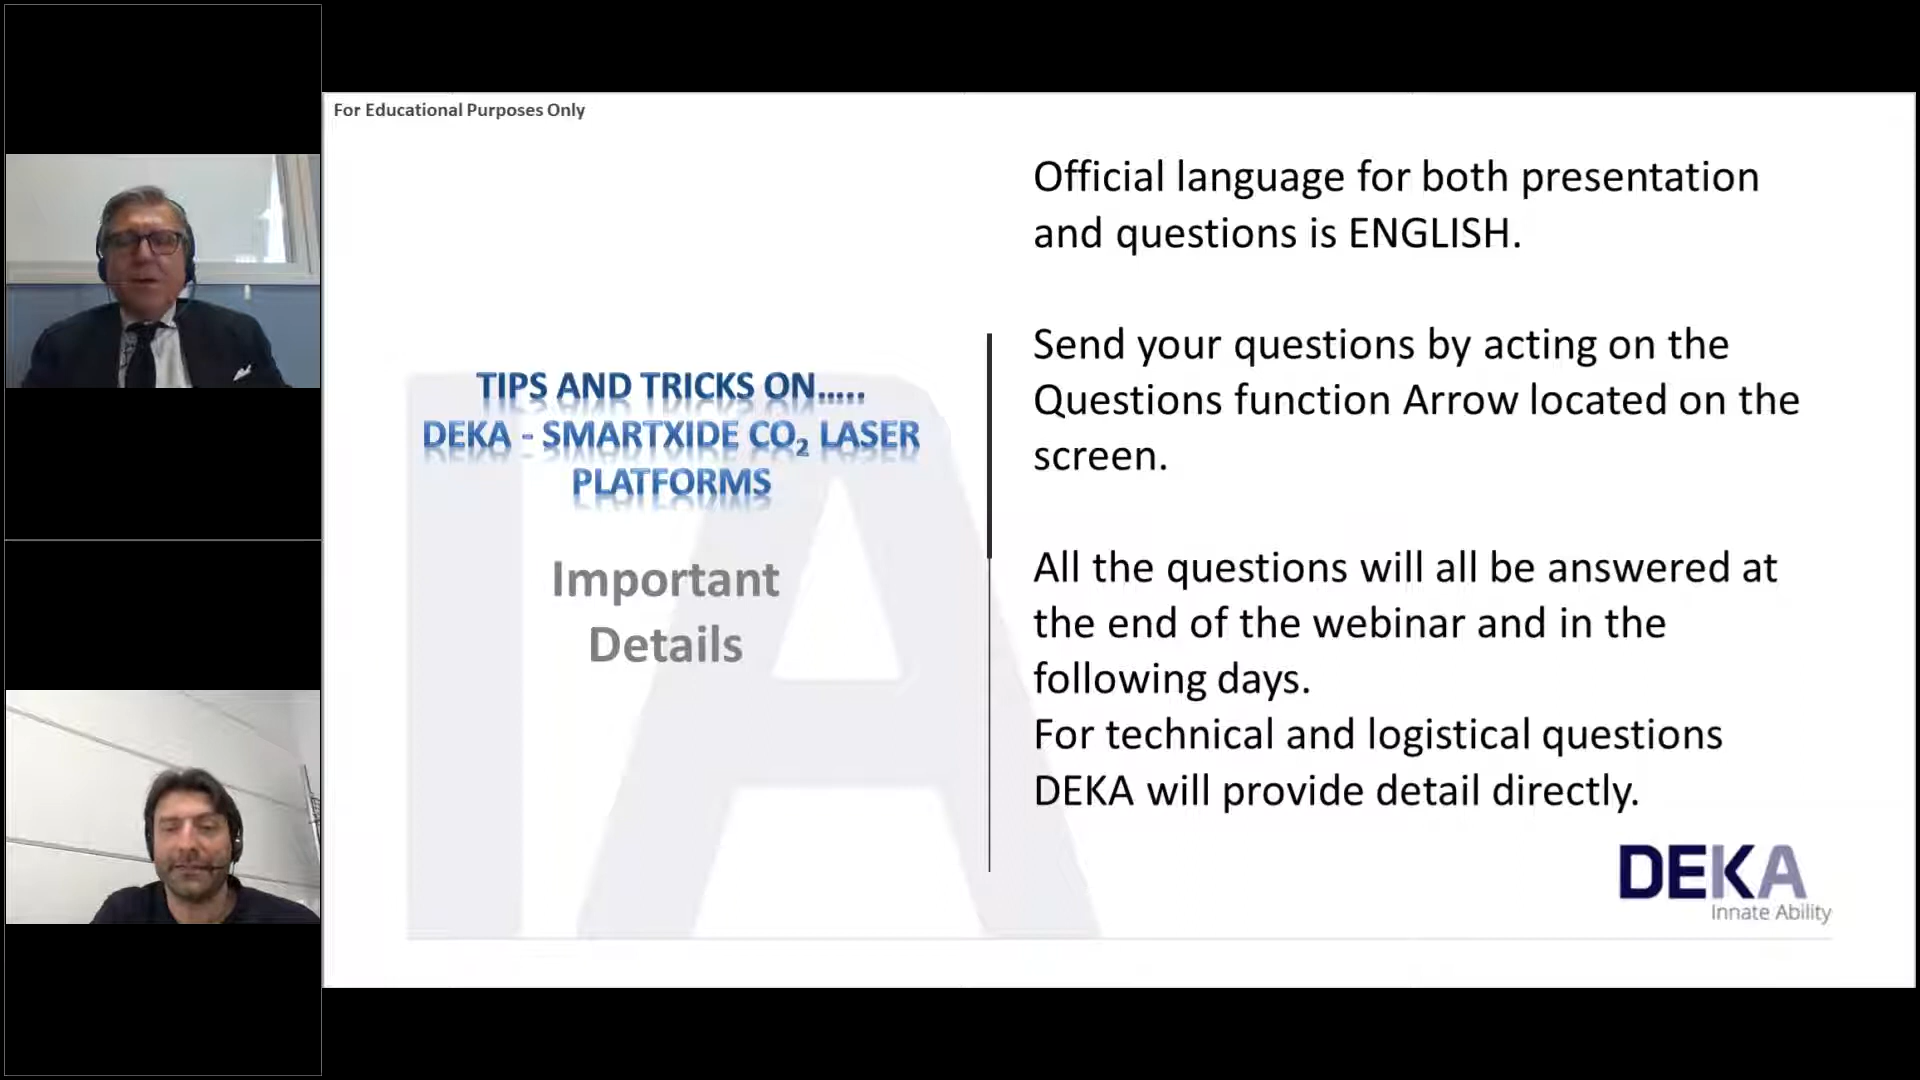 For Educational Purposes Only
TIPS AND TRICKS ON.....
DEKA - SMARTXIDE CO₂ LASER
PLATFORMS
Important
Details
Official language for both presentation
and questions is ENGLISH.
Send your questions by acting on the
Questions function Arrow located on the
screen.
All the questions will all be answered at
the end of the webinar and in the
following days.
For technical and logistical questions
DEKA will provide detail directly.
DEKA
Innate Ability